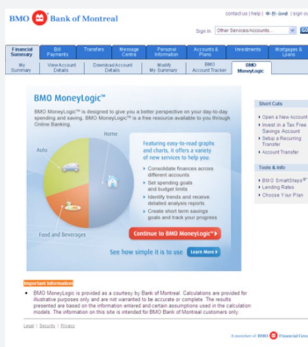 contact us | help |
BMO Bank of Montreal
Sign in Other Services/Accounts...
Financial Summary Bill Payments Transfers Message Centre Personal Information Accounts & Plans Investments Mortgages & Loans
My Summary View Account Details Download Account Details Modify My Summary BMO Account Tracker BMO MoneyLogic
BMO MoneyLogic™
BMO MoneyLogic™ is designed to give you a better perspective on your day-to-day
spending and saving. BMO MoneyLogic™ is a free resource available to you through
Online Banking.
Home
Auto
Food and Beverages
Featuring easy-to-read graphs
and charts, it offers a variety
of new services to help you:
• Consolidate finances across
different accounts
• Set spending goals
and budget limits
• Identify trends and receive
detailed analysis reports
• Create short term savings
goals and track your progress
Continue to BMO MoneyLogic™
See how simple it is to use Learn More
Short Cuts
Open a New Account
Invest in a Tax Free
Savings Account
Setup a Recurring
Transfer
Account Transfer
Tools & Info
BMO SmartSteps
Lending Rates
Choose Your Plan
Important Information
• BMO MoneyLogic is provided as a courtesy by Bank of Montreal. Calculations are provided for
illustrative purposes only and are not warranted to be accurate or complete. The results
presented are based on the information entered and certain assumptions used in the calculation
models. The information on this site is intended for BMO Bank of Montreal customers only.
Legal | Security | Privacy
A member of BMO Financial Group